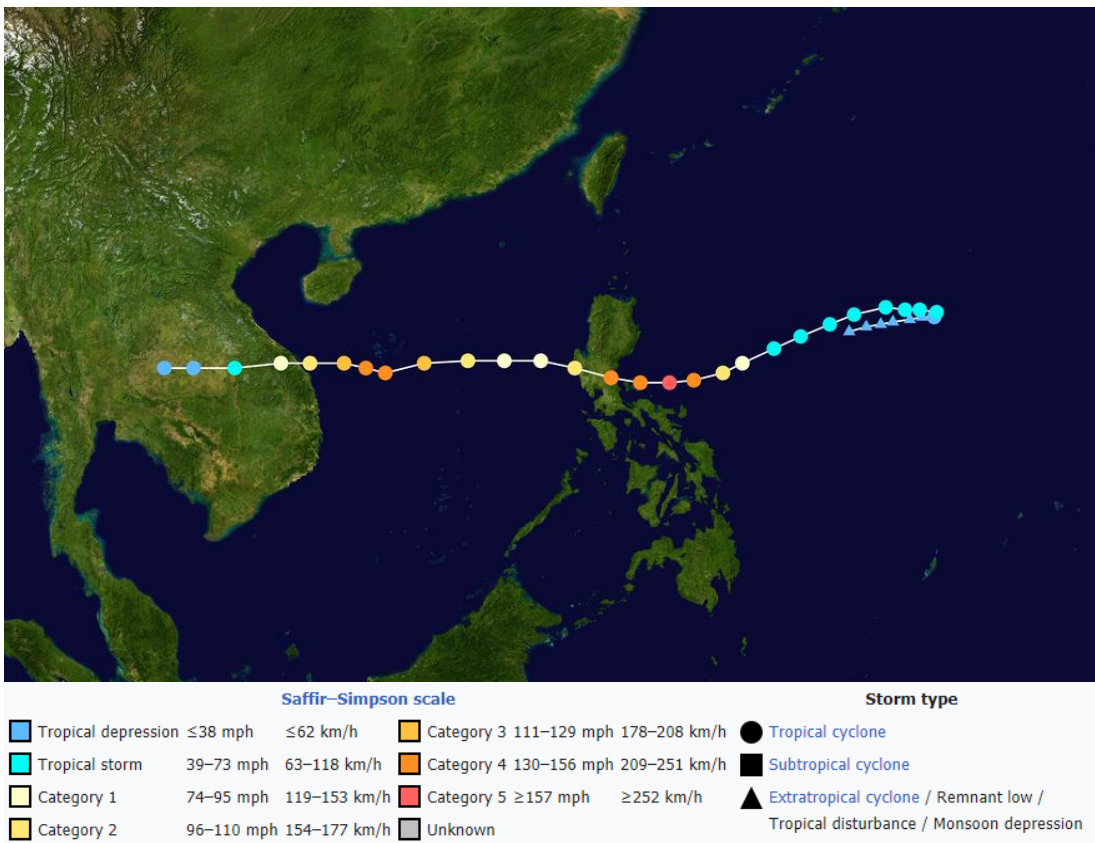 Saffir–Simpson scale
Tropical depression ≤38 mph ≤62 km/h
Tropical storm 39–73 mph 63–118 km/h
Category 1 74–95 mph 119–153 km/h
Category 2 96–110 mph 154–177 km/h
Category 3 111–129 mph 178–208 km/h
Category 4 130–156 mph 209–251 km/h
Category 5 ≥157 mph ≥252 km/h
Unknown
Storm type
Tropical cyclone
Subtropical cyclone
Extratropical cyclone / Remnant low /
Tropical disturbance / Monsoon depression